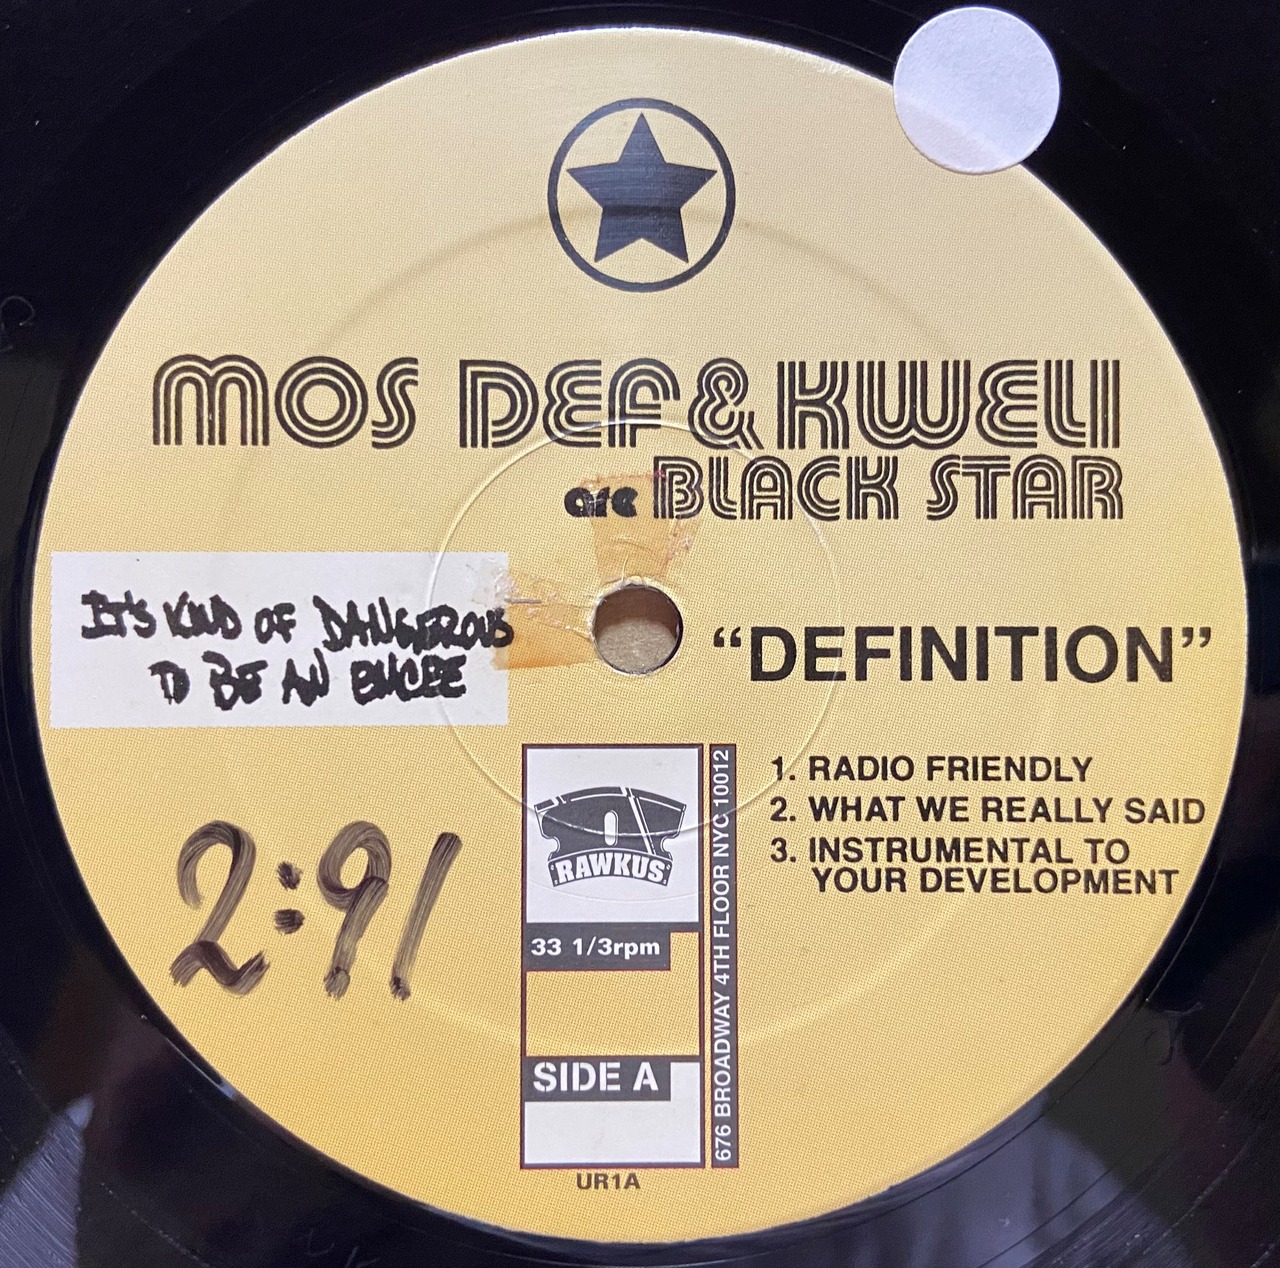 MOS DEF & KWELI
are BLACK STAR
IT'S KIND OF DANGEROUS
TO BE AN EMCEE
"DEFINITION"
1. RADIO FRIENDLY
2. WHAT WE REALLY SAID
3. INSTRUMENTAL TO
YOUR DEVELOPMENT
2:91
RAWKUS
33 1/3rpm
SIDE A
676 BROADWAY 4TH FLOOR NYC 10012
UR1A